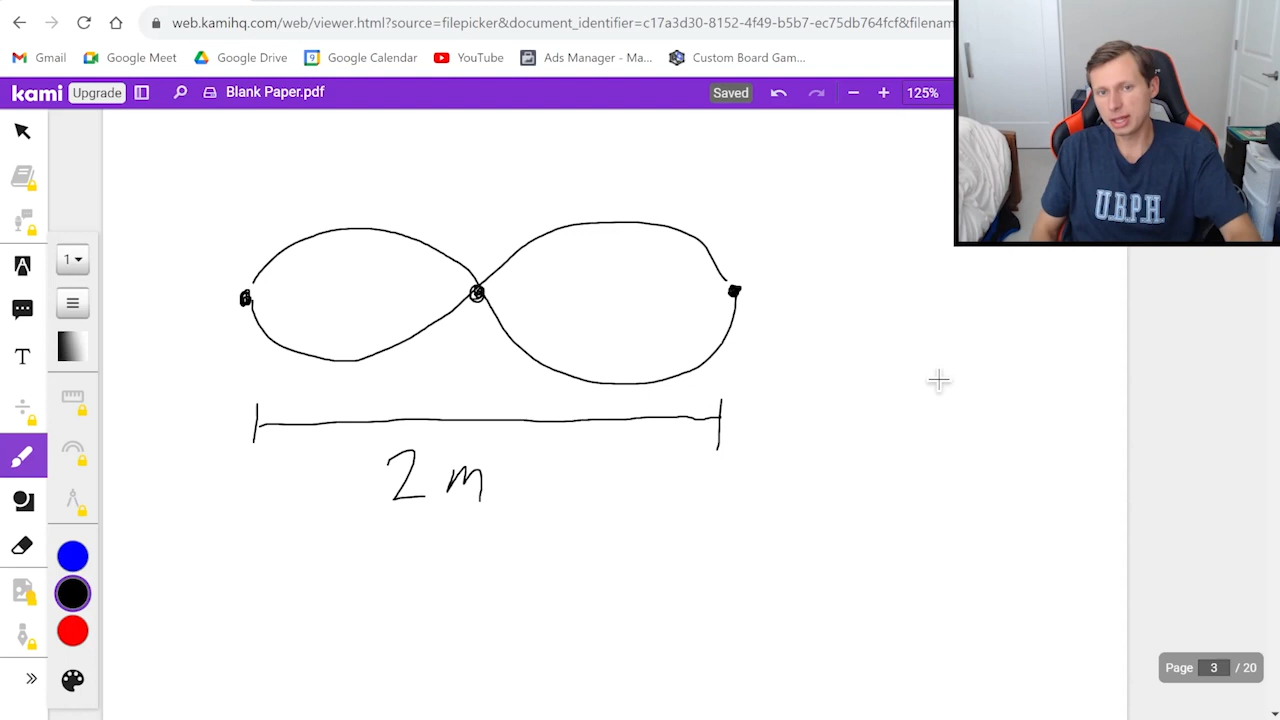 web.kamihq.com/web/viewer.html?source=filepicker&document_identifier=c17a3d30-8152-4f49-b5b7-ec75db764fcf&filenam
Gmail Google Meet Google Drive 9 Google Calendar YouTube Ads Manager - Ma... Custom Board Gam...
kami Upgrade Blank Paper.pdf Saved 125%
U.B.P.H.
1
A
T
2 m
Page 3 / 20